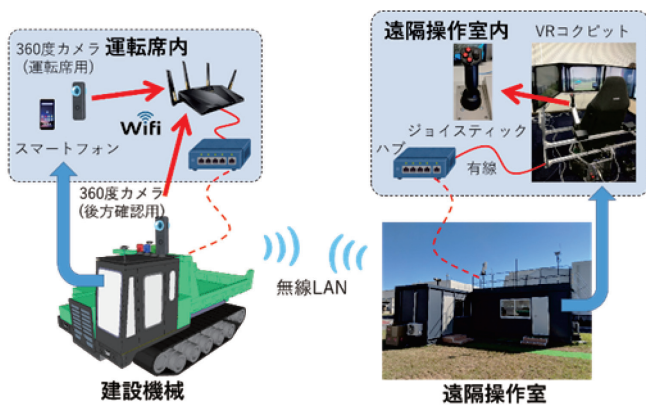 360度カメラ
(運転席用)
運転席内
Wifi
スマートフォン
360度カメラ
(後方確認用)
建設機械
無線LAN
遠隔操作室内
VRコクピット
ジョイスティック
ハブ
有線
遠隔操作室